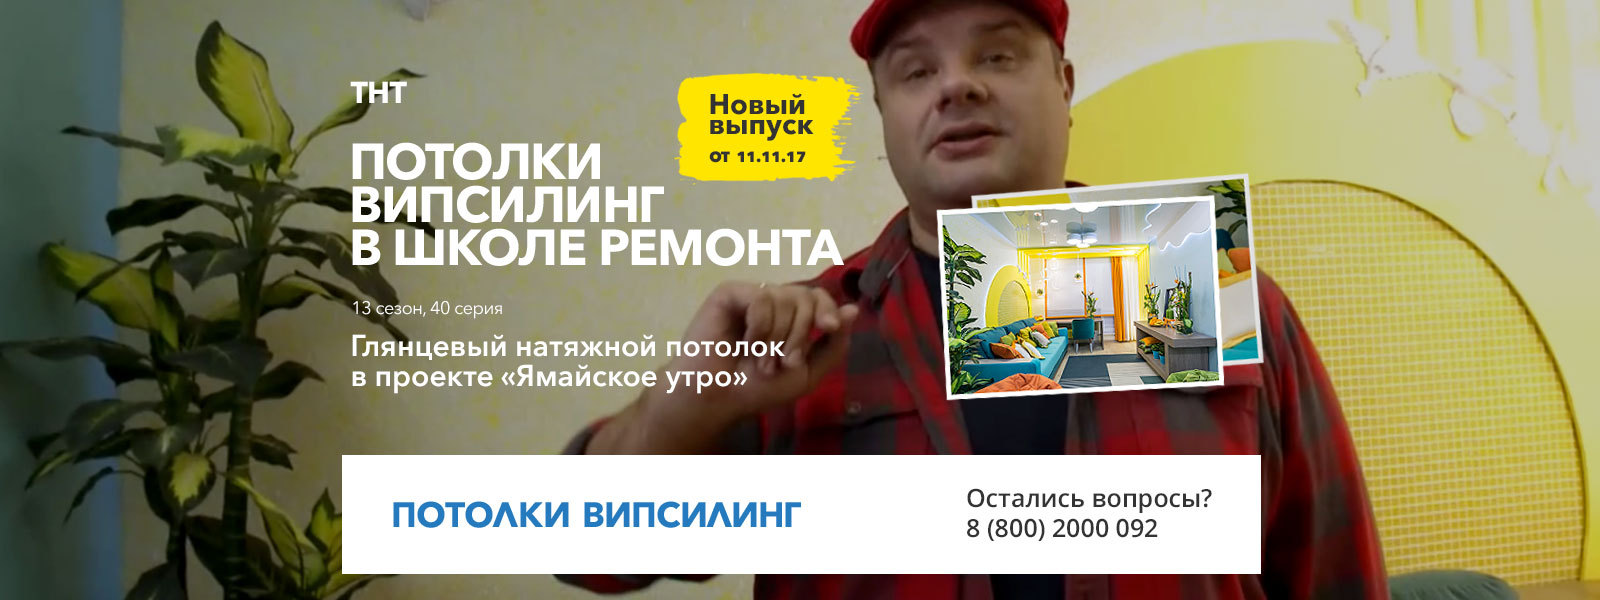 ТНТ
ПОТОЛКИ
ВИПСИЛИНГ
В ШКОЛЕ РЕМОНТА
Новый
выпуск
от 11.11.17
13 сезон, 40 серия
Глянцевый натяжной потолок
в проекте «Ямайское утро»
ПОТОЛКИ ВИПСИЛИНГ
Остались вопросы?
8 (800) 2000 092